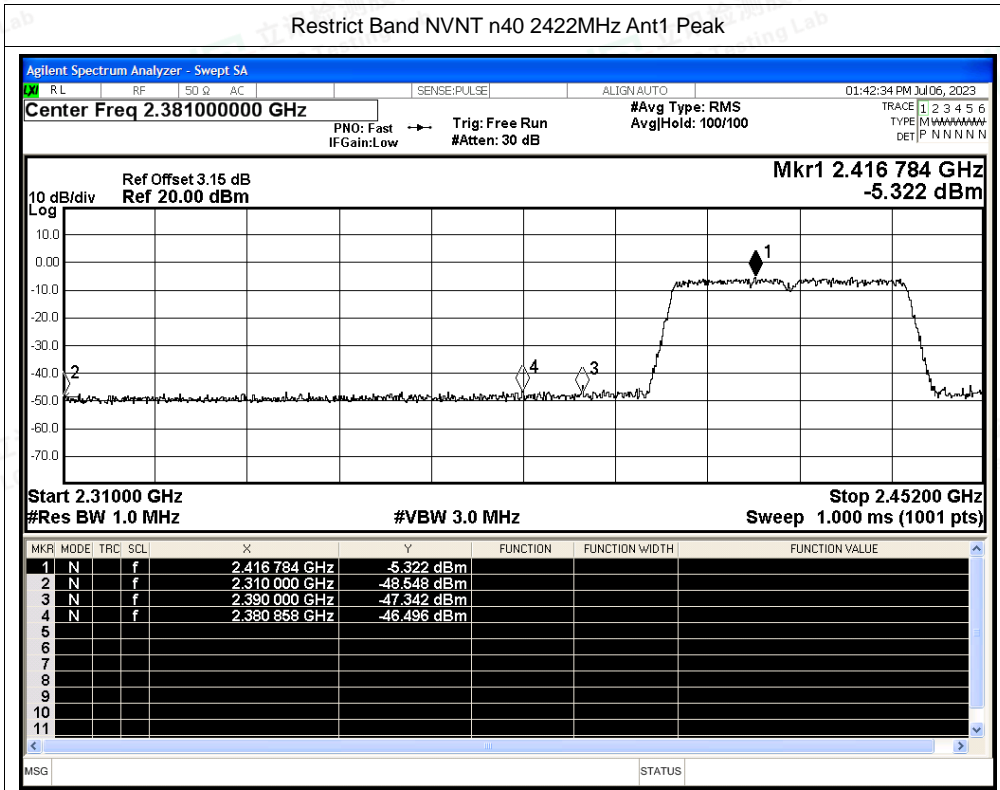 Restrict Band NVNT n40 2422MHz Ant1 Peak
Agilent Spectrum Analyzer - Swept SA
LXI RL RF 50 Ω AC SENSE:PULSE ALIGN AUTO 01:42:34 PM Jul 06, 2023
Center Freq 2.381000000 GHz #Avg Type: RMS TRACE 1 2 3 4 5 6
PNO: Fast Trig: Free Run Avg|Hold: 100/100 TYPE M
IFGain:Low #Atten: 30 dB DET P N N N N N
Mkr1 2.416 784 GHz
Ref Offset 3.15 dB
10 dB/div Ref 20.00 dBm -5.322 dBm
Log
10.0
1
0.00
-10.0
-20.0
-30.0
-40.0 2 4 3
-50.0
-60.0
-70.0
Start 2.31000 GHz Stop 2.45200 GHz
#Res BW 1.0 MHz #VBW 3.0 MHz Sweep 1.000 ms (1001 pts)
MKR MODE TRC SCL X Y FUNCTION FUNCTION WIDTH FUNCTION VALUE
1 N f 2.416 784 GHz -5.322 dBm
2 N f 2.310 000 GHz -48.548 dBm
3 N f 2.390 000 GHz -47.342 dBm
4 N f 2.380 858 GHz -46.496 dBm
5
6
7
8
9
10
11
MSG STATUS